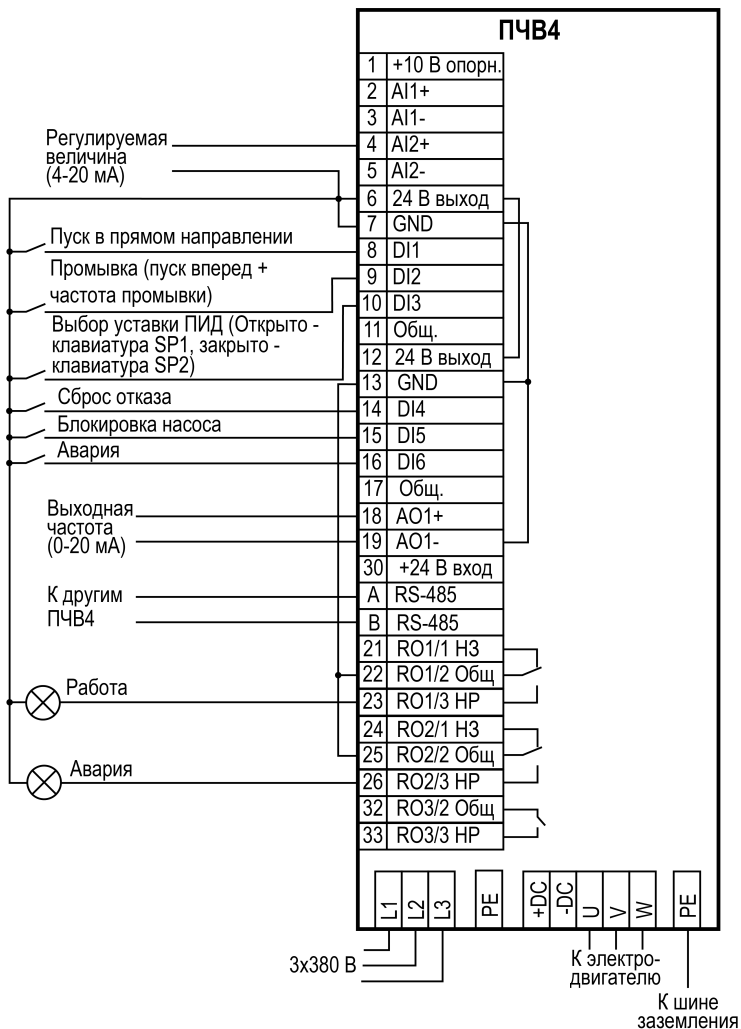 ПЧВ4
1 +10 В опорн.
2 AI1+
3 AI1-
Регулируемая
величина
(4-20 мА)
4 AI2+
5 AI2-
6 24 В выход
7 GND
Пуск в прямом направлении
8 DI1
Промывка (пуск вперед +
частота промывки)
9 DI2
10 DI3
Выбор уставки ПИД (Открыто -
клавиатура SP1, закрыто -
клавиатура SP2)
11 Общ.
12 24 В выход
13 GND
Сброс отказа
14 DI4
Блокировка насоса
15 DI5
Авария
16 DI6
17 Общ.
Выходная
частота
(0-20 мА)
18 AO1+
19 AO1-
30 +24 В вход
К другим
ПЧВ4
A RS-485
B RS-485
21 RO1/1 НЗ
22 RO1/2 Общ
Работа
23 RO1/3 НР
24 RO2/1 НЗ
25 RO2/2 Общ
Авария
26 RO2/3 НР
32 RO3/2 Общ
33 RO3/3 НР
L1 L2 L3 PE +DC -DC U V W PE
3x380 В
К электро-
двигателю
К шине
заземления